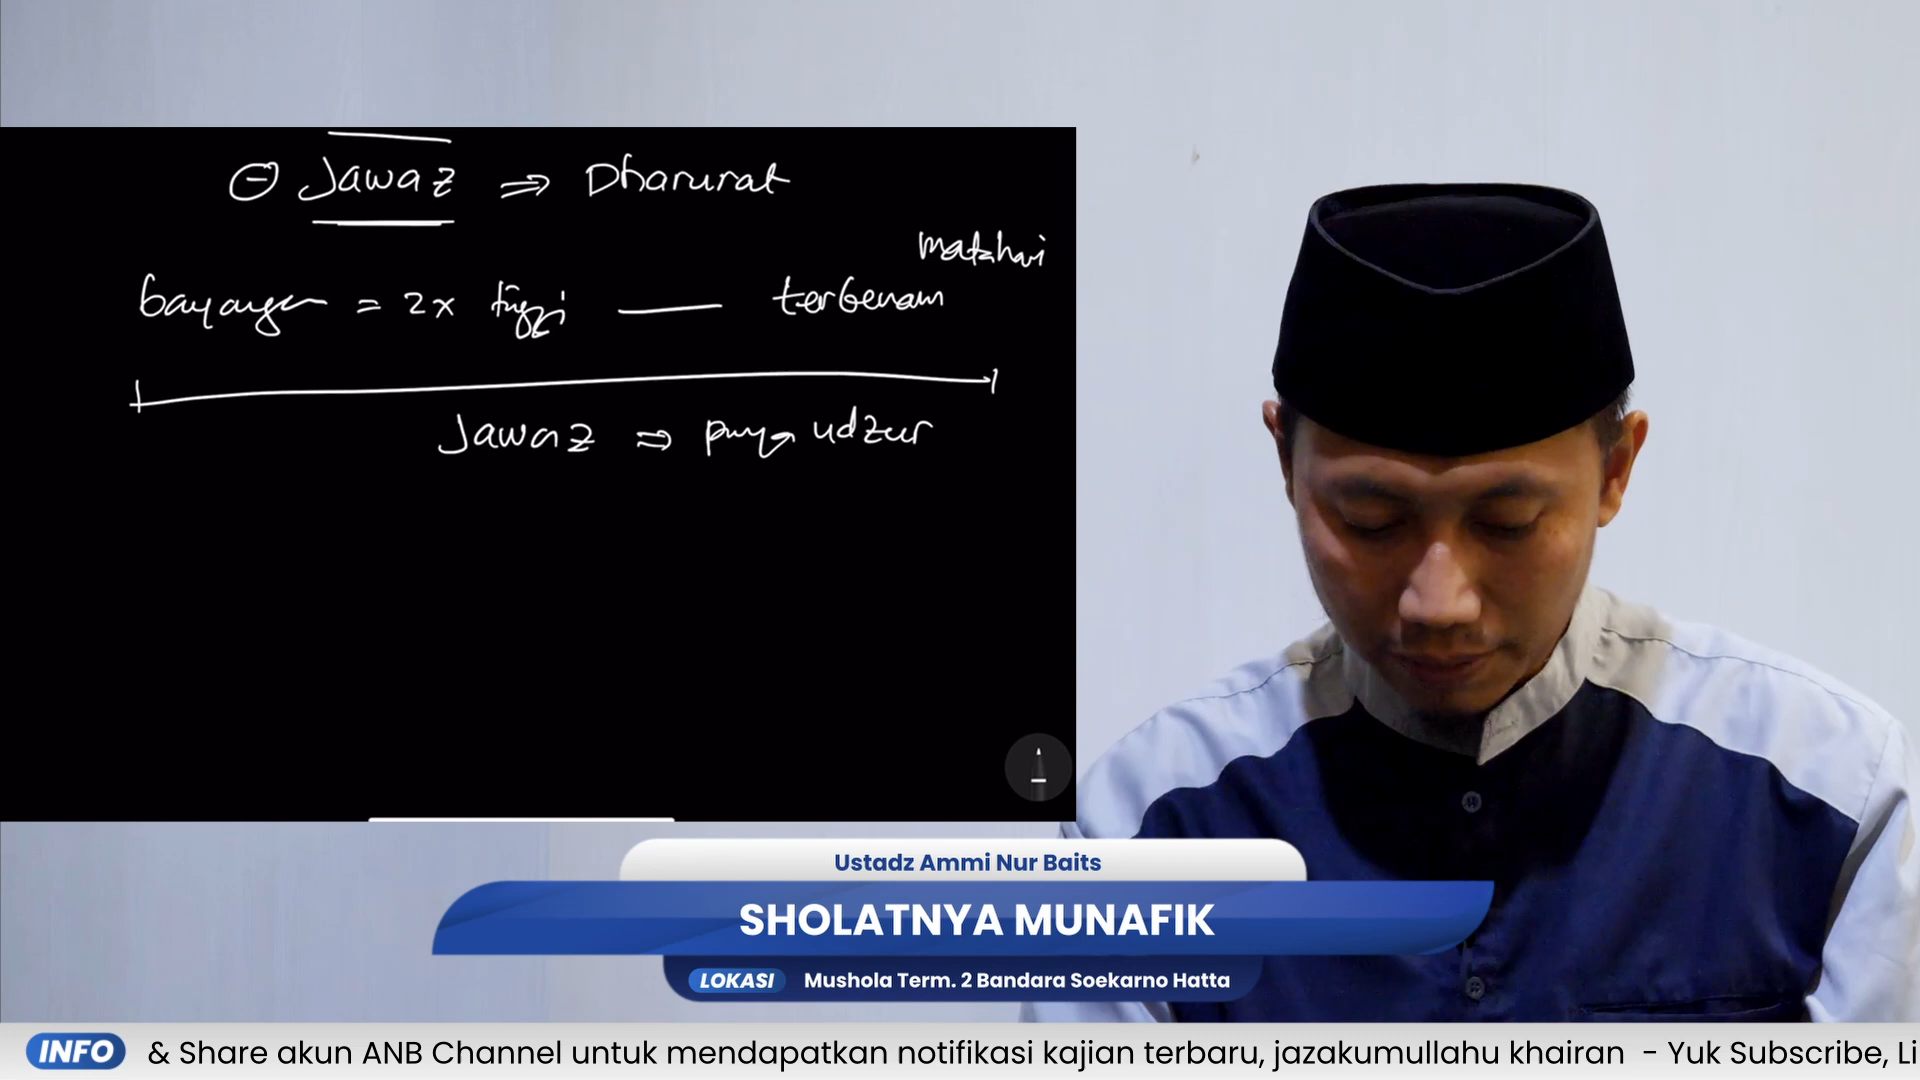 ⊖ Jawaz ⇒ Dharurat
matahari
bayangan = 2x tinggi — terbenam
Jawaz ⇒ punya udzur
Ustadz Ammi Nur Baits
SHOLATNYA MUNAFIK
LOKASI Mushola Term. 2 Bandara Soekarno Hatta
INFO & Share akun ANB Channel untuk mendapatkan notifikasi kajian terbaru, jazakumullahu khairan - Yuk Subscribe, Li